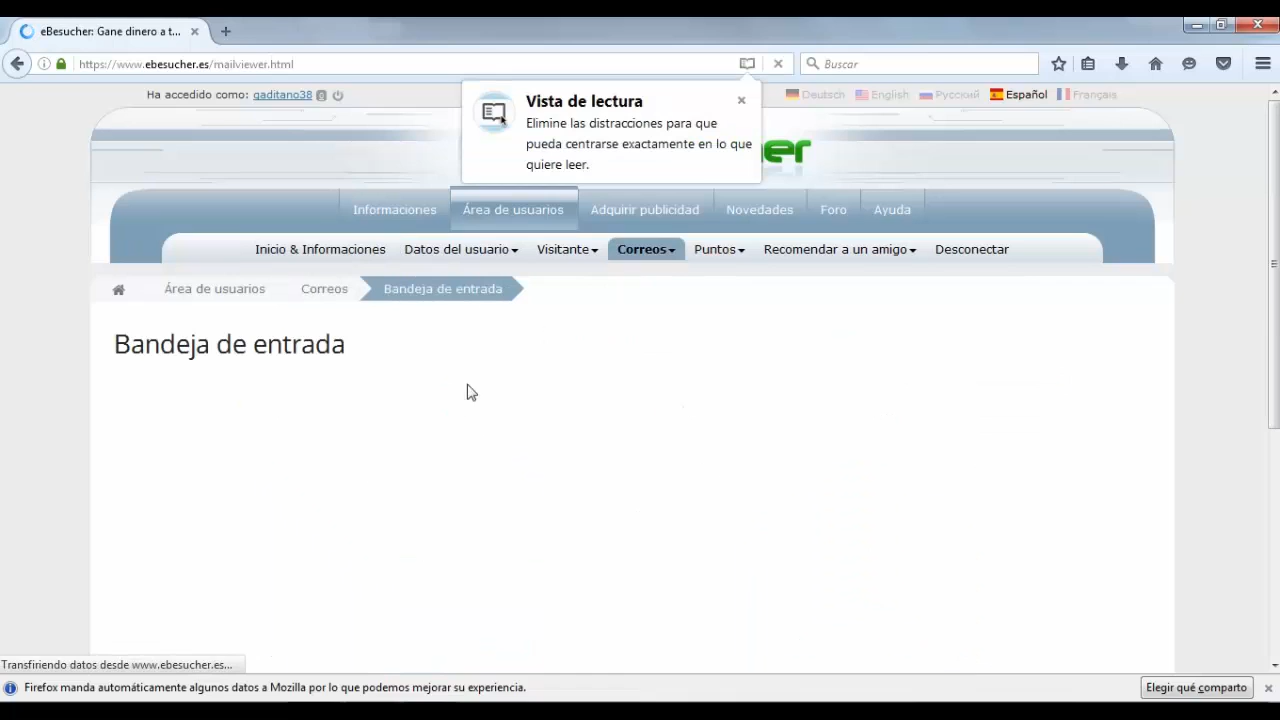 eBesucher: Gane dinero a t...
https://www.ebesucher.es/mailviewer.html
Buscar
Ha accedido como: gaditano38
Deutsch English Русский Español Français
Vista de lectura
Elimine las distracciones para que
pueda centrarse exactamente en lo que
quiere leer.
er
Informaciones Área de usuarios Adquirir publicidad Novedades Foro Ayuda
Inicio & Informaciones Datos del usuario Visitante Correos Puntos Recomendar a un amigo Desconectar
Área de usuarios Correos Bandeja de entrada
Bandeja de entrada
Transfiriendo datos desde www.ebesucher.es...
Firefox manda automáticamente algunos datos a Mozilla por lo que podemos mejorar su experiencia.
Elegir qué comparto